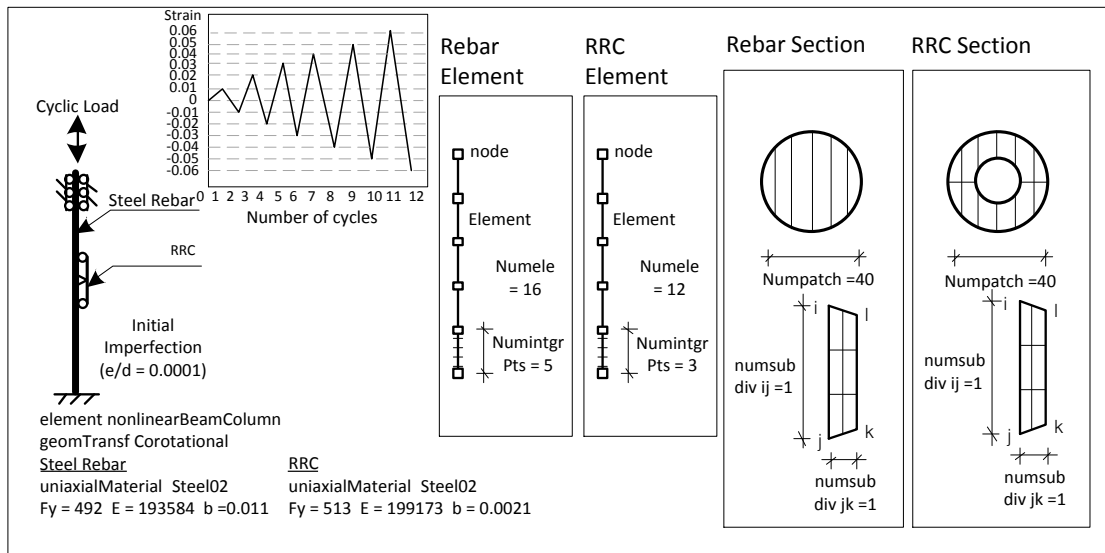 Strain
0.06
0.05
0.04
0.03
0.01
0
-0.01
-0.02
-0.03
-0.04
-0.05
-0.06
0 1 2 3 4 5 6 7 8 9 10 11 12
Number of cycles
Cyclic Load
Steel Rebar
RRC
Initial
Imperfection
(e/d = 0.0001)
element nonlinearBeamColumn
geomTransf Corotational
Steel Rebar
uniaxialMaterial Steel02
Fy = 492 E = 193584 b =0.011
RRC
uniaxialMaterial Steel02
Fy = 513 E = 199173 b = 0.0021
Rebar
Element
node
Element
Numele
= 16
Numintgr
Pts = 5
RRC
Element
node
Element
Numele
= 12
Numintgr
Pts = 3
Rebar Section
Numpatch =40
i
l
numsub
div ij =1
j
k
numsub
div jk =1
RRC Section
Numpatch =40
i
l
numsub
div ij =1
j
k
numsub
div jk =1